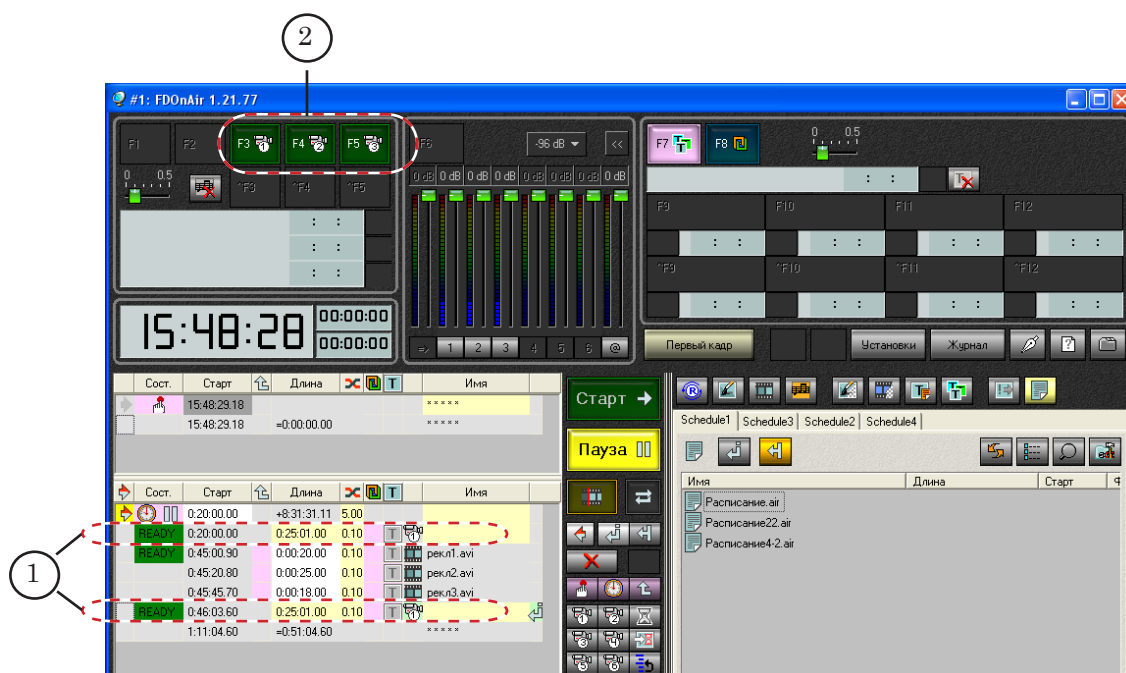 2
#1: FDOnAir 1.21.77
F1 F2 F3 F4 F5 F6 -96 dB << F7 F8 0 0.5
0 0.5 ^F3 ^F4 ^F5 0 dB 0 dB 0 dB 0 dB 0 dB 0 dB 0 dB 0 dB
: : T
F9 F10 F11 F12
: : : : : : : :
^F9 ^F10 ^F11 ^F12
: : : : : : : :
: :
: :
: :
15:48:28 00:00:00
00:00:00
=> 1 2 3 4 5 6 @
Первый кадр Установки Журнал ?
Сост. Старт Длина T Имя
15:48:29.18 *****
15:48:29.18 =0:00:00.00 *****
Старт
Пауза
Schedule1 Schedule3 Schedule2 Schedule4
Имя Длина Старт
Расписание.air
Расписание22.air
Расписание4-2.air
Сост. Старт Длина T Имя
0:20:00.00 +8:31:31.11 5.00
READY 0:20:00.00 0:25:01.00 0.10 T 1
READY 0:45:00.90 0:00:20.00 0.10 T рекл1.avi
0:45:20.80 0:00:25.00 0.10 T рекл2.avi
0:45:45.70 0:00:18.00 0.10 T рекл3.avi
READY 0:46:03.60 0:25:01.00 0.10 T 1
1:11:04.60 =0:51:04.60 *****
1